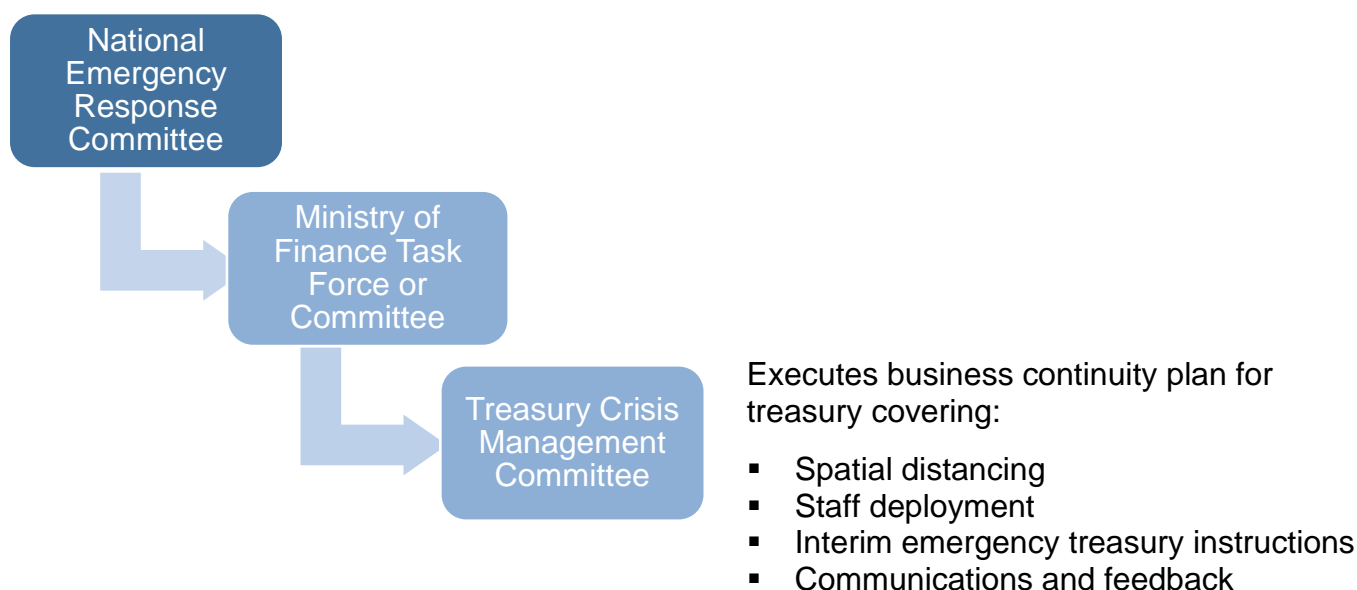 National
Emergency
Response
Committee
Ministry of
Finance Task
Force or
Committee
Treasury Crisis
Management
Committee
Executes business continuity plan for
treasury covering:
▪ Spatial distancing
▪ Staff deployment
▪ Interim emergency treasury instructions
▪ Communications and feedback